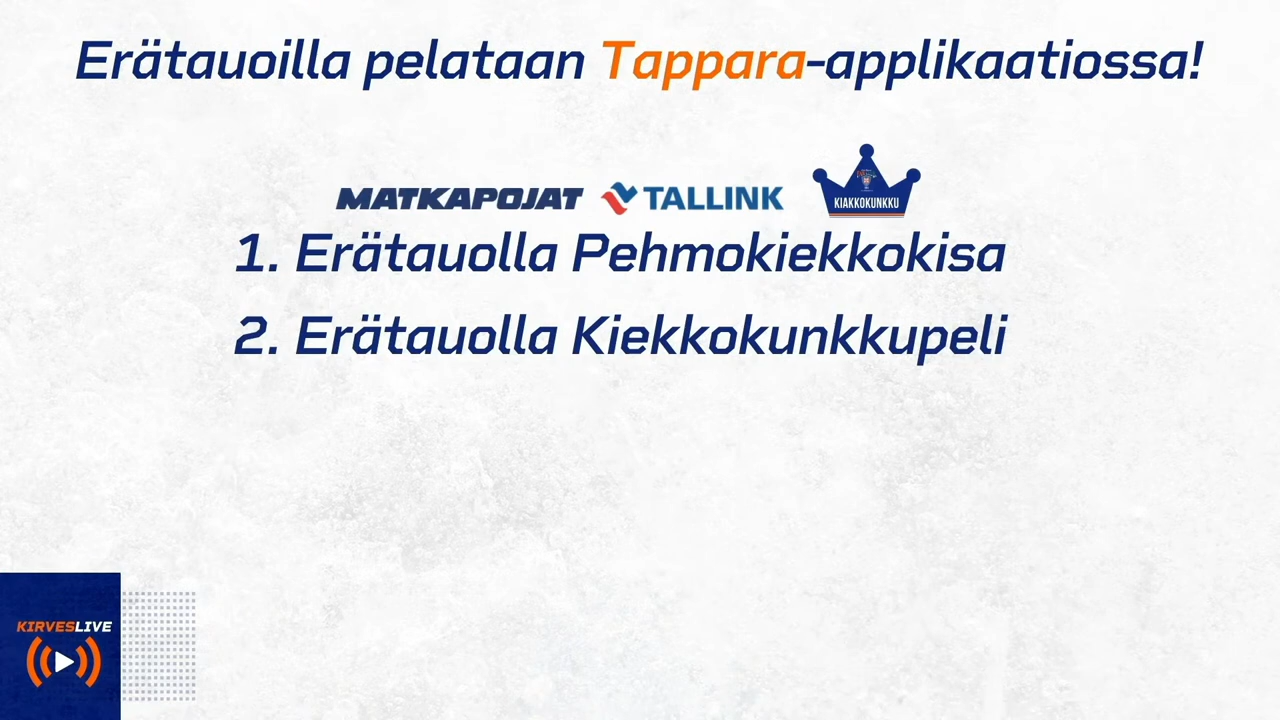 Erätauoilla pelataan Tappara-applikaatiossa!
MATKAPOJAT TALLINK KIAKKOKUNKKU
1. Erätauolla Pehmokiekkokisa
2. Erätauolla Kiekkokunkkupeli
KIRVESLIVE